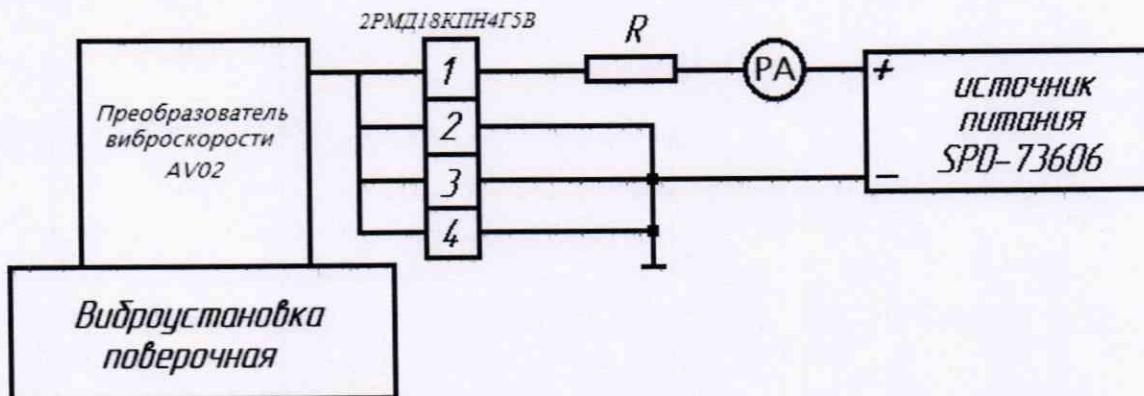 2РМД18КПН4Г5В
R
1
PA
+
источник
питания
SPD-73606
–
Преобразователь
виброскорости
AV02
2
3
4
Виброустановка
поверочная